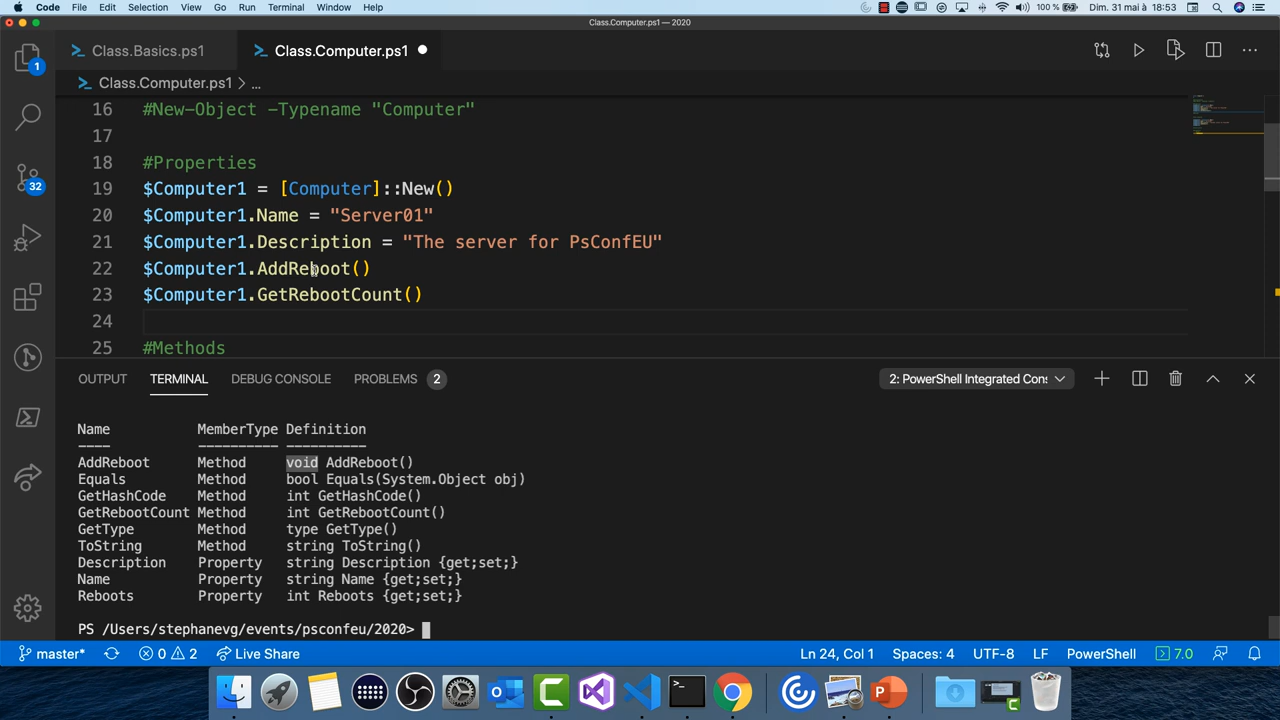 Code File Edit Selection View Go Run Terminal Window Help 100 % Dim. 31 mai à 18:53
Class.Computer.ps1 — 2020
Class.Basics.ps1 Class.Computer.ps1
Class.Computer.ps1 > ...
1
32
16 #New-Object -Typename "Computer"
17
18 #Properties
19 $Computer1 = [Computer]::New()
20 $Computer1.Name = "Server01"
21 $Computer1.Description = "The server for PsConfEU"
22 $Computer1.AddReboot()
23 $Computer1.GetRebootCount()
24
25 #Methods
OUTPUT TERMINAL DEBUG CONSOLE PROBLEMS 2 2: PowerShell Integrated Cons
Name MemberType Definition
---- ---------- ----------
AddReboot Method void AddReboot()
Equals Method bool Equals(System.Object obj)
GetHashCode Method int GetHashCode()
GetRebootCount Method int GetRebootCount()
GetType Method type GetType()
ToString Method string ToString()
Description Property string Description {get;set;}
Name Property string Name {get;set;}
Reboots Property int Reboots {get;set;}
PS /Users/stephanevg/events/psconfeu/2020>
master* 0 2 Live Share Ln 24, Col 1 Spaces: 4 UTF-8 LF PowerShell 7.0